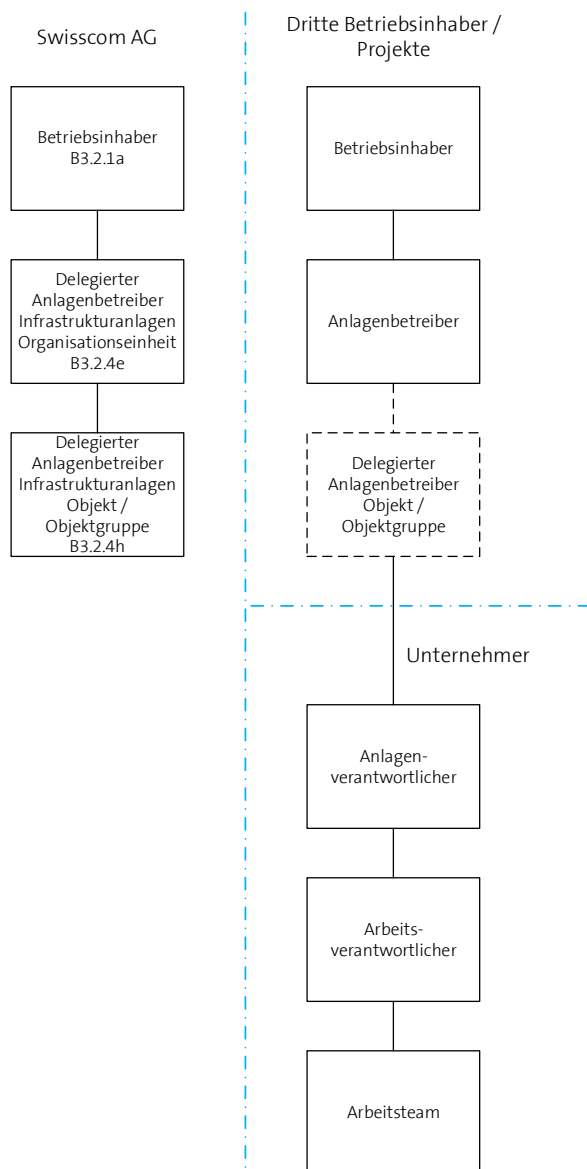 Swisscom AG
Betriebsinhaber
B3.2.1a
Delegierter
Anlagenbetreiber
Infrastrukturanlagen
Organisationseinheit
B3.2.4e
Delegierter
Anlagenbetreiber
Infrastrukturanlagen
Objekt /
Objektgruppe
B3.2.4h
Dritte Betriebsinhaber /
Projekte
Betriebsinhaber
Anlagenbetreiber
Delegierter
Anlagenbetreiber
Objekt /
Objektgruppe
Unternehmer
Anlagen-
verantwortlicher
Arbeits-
verantwortlicher
Arbeitsteam